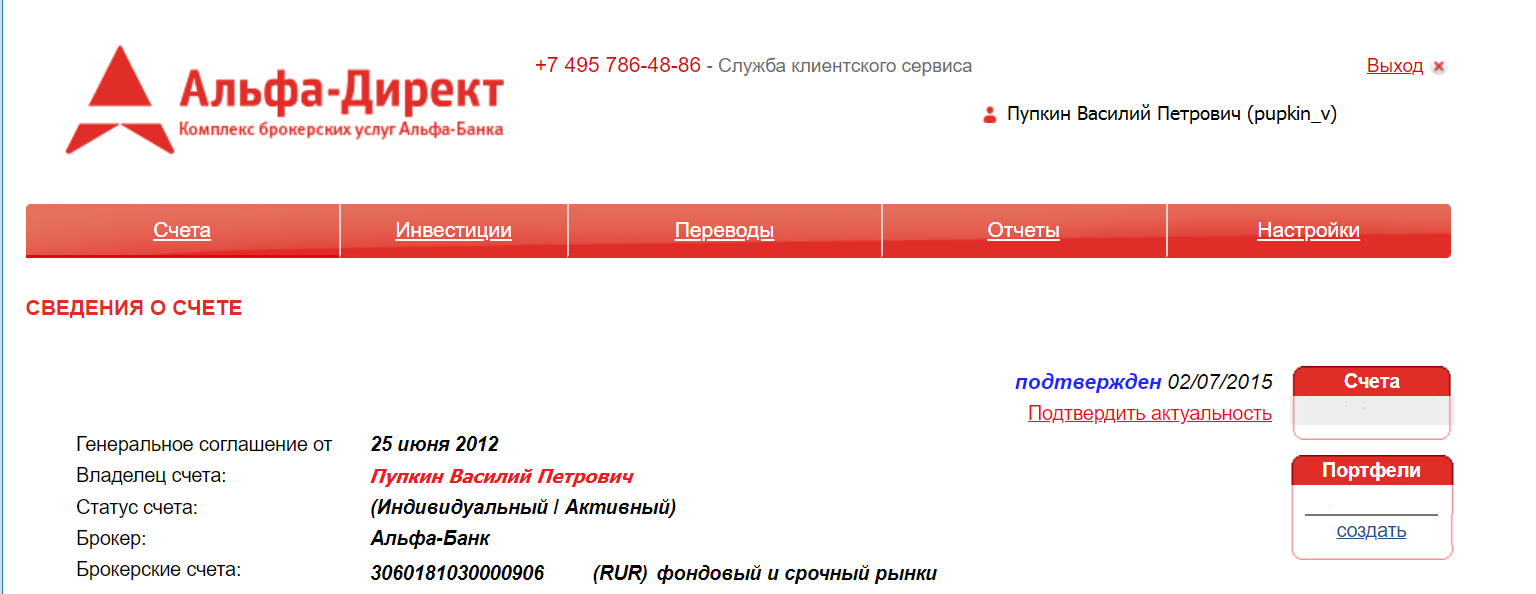 Альфа-Директ
Комплекс брокерских услуг Альфа-Банка
+7 495 786-48-86 - Служба клиентского сервиса
Выход
Пупкин Василий Петрович (pupkin_v)
Счета Инвестиции Переводы Отчеты Настройки
СВЕДЕНИЯ О СЧЕТЕ
подтвержден 02/07/2015
Подтвердить актуальность
Генеральное соглашение от 25 июня 2012
Владелец счета: Пупкин Василий Петрович
Статус счета: (Индивидуальный / Активный)
Брокер: Альфа-Банк
Брокерские счета: 3060181030000906 (RUR) фондовый и срочный рынки
Счета
Портфели
создать